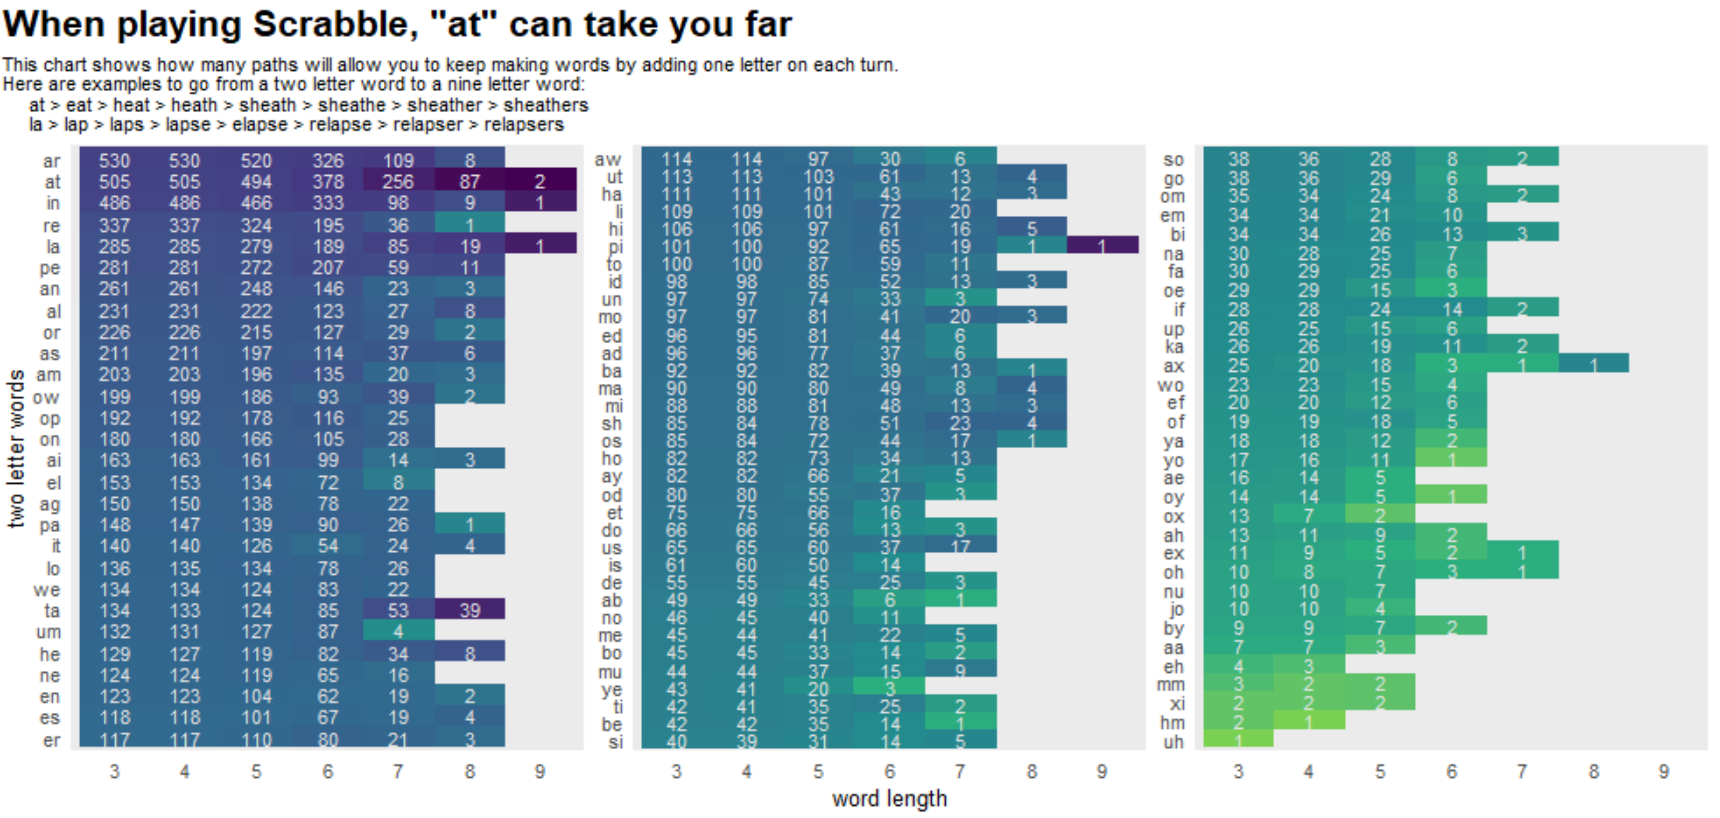 When playing Scrabble, "at" can take you far
This chart shows how many paths will allow you to keep making words by adding one letter on each turn.
Here are examples to go from a two letter word to a nine letter word:
at > eat > heat > heath > sheath > sheathe > sheather > sheathers
la > lap > laps > lapse > elapse > relapse > relapser > relapsers
two letter words
ar 530 530 520 326 109 8
at 505 505 494 378 256 87 2
in 486 486 466 333 98 9 1
re 337 337 324 195 36 1
la 285 285 279 189 85 19 1
pe 281 281 272 207 59 11
an 261 261 248 146 23 3
al 231 231 222 123 27 8
or 226 226 215 127 29 2
as 211 211 197 114 37 6
am 203 203 196 135 20 3
ow 199 199 186 93 39 2
op 192 192 178 116 25
on 180 180 166 105 28
ai 163 163 161 99 14 3
el 153 153 134 72 8
ag 150 150 138 78 22
pa 148 147 139 90 26 1
it 140 140 126 54 24 4
lo 136 135 134 78 26
we 134 134 124 83 22
ta 134 133 124 85 53 39
um 132 131 127 87 4
he 129 127 119 82 34 8
ne 124 124 119 65 16
en 123 123 104 62 19 2
es 118 118 101 67 19 4
er 117 117 110 80 21 3
3 4 5 6 7 8 9
aw 114 114 97 30 6
ut 113 113 103 61 13 4
ha 111 111 101 43 12 3
li 109 109 101 72 20
hi 106 106 97 61 16 5
pi 101 100 92 65 19 1 1
to 100 100 87 59 11
id 98 98 85 52 13 3
un 97 97 74 33 3
mo 97 97 81 41 20 3
ed 96 95 81 44 6
ad 96 96 77 37 6
ba 92 92 82 39 13 1
ma 90 90 80 49 8 4
mi 88 88 81 48 13 3
sh 85 84 78 51 23 4
os 85 84 72 44 17 1
ho 82 82 73 34 13
ay 82 82 66 21 5
od 80 80 55 37 3
et 75 75 66 16
do 66 66 56 13 3
us 65 65 60 37 17
is 61 60 50 14
de 55 55 45 25 3
ab 49 49 33 6 1
no 46 45 40 11
me 45 44 41 22 5
bo 45 45 33 14 2
mu 44 44 37 15 9
ye 43 41 20 3
ti 42 41 35 25 2
be 42 42 35 14 1
si 40 39 31 14 5
3 4 5 6 7 8 9
so 38 36 28 8 2
go 38 36 29 6
om 35 34 24 8 2
em 34 34 21 10
bi 34 34 26 13 3
na 30 28 25 7
fa 30 29 25 6
oe 29 29 15 3
if 28 28 24 14 2
up 26 25 15 6
ka 26 26 19 11 2
ax 25 20 18 3 1 1
wo 23 23 15 4
ef 20 20 12 6
of 19 19 18 5
ya 18 18 12 2
yo 17 16 11 1
ae 16 14 5
oy 14 14 5 1
ox 13 7 2
ah 13 11 9 2
ex 11 9 5 2 1
oh 10 8 7 3 1
nu 10 10 7
jo 10 10 4
by 9 9 7 2
aa 7 7 3
eh 4 3
mm 3 2 2
xi 2 2 2
hm 2 1
uh 1
3 4 5 6 7 8 9
word length